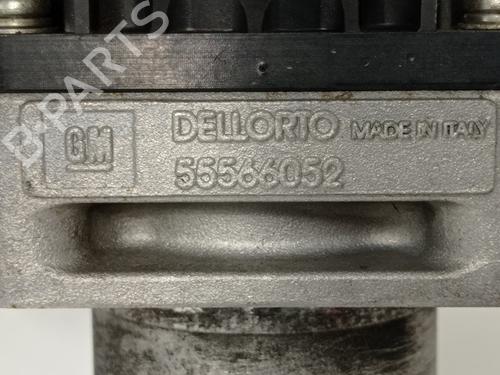 GM
DELLORTO MADE IN ITALY
55566052
B-PARTS